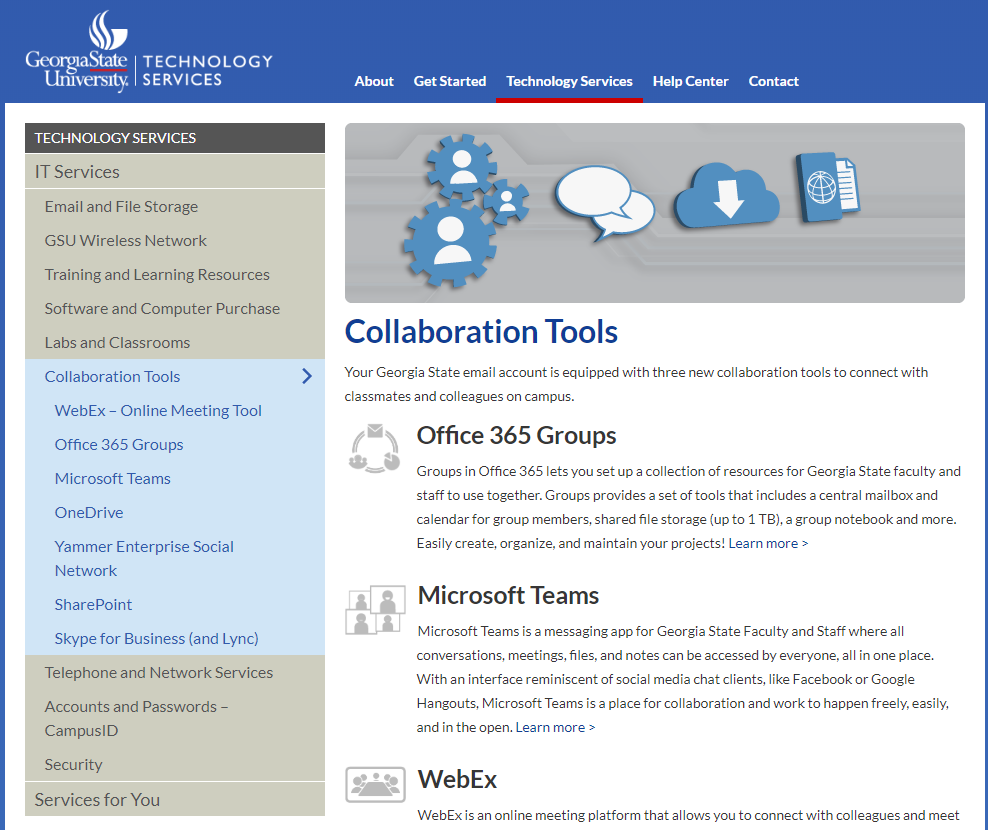 GeorgiaState
University.
TECHNOLOGY
SERVICES
About
Get Started
Technology Services
Help Center
Contact
TECHNOLOGY SERVICES
IT Services
Email and File Storage
GSU Wireless Network
Training and Learning Resources
Software and Computer Purchase
Labs and Classrooms
Collaboration Tools
WebEx – Online Meeting Tool
Office 365 Groups
Microsoft Teams
OneDrive
Yammer Enterprise Social
Network
SharePoint
Skype for Business (and Lync)
Telephone and Network Services
Accounts and Passwords –
CampusID
Security
Services for You
Collaboration Tools
Your Georgia State email account is equipped with three new collaboration tools to connect with
classmates and colleagues on campus.
Office 365 Groups
Groups in Office 365 lets you set up a collection of resources for Georgia State faculty and
staff to use together. Groups provides a set of tools that includes a central mailbox and
calendar for group members, shared file storage (up to 1 TB), a group notebook and more.
Easily create, organize, and maintain your projects! Learn more >
Microsoft Teams
Microsoft Teams is a messaging app for Georgia State Faculty and Staff where all
conversations, meetings, files, and notes can be accessed by everyone, all in one place.
With an interface reminiscent of social media chat clients, like Facebook or Google
Hangouts, Microsoft Teams is a place for collaboration and work to happen freely, easily,
and in the open. Learn more >
WebEx
WebEx is an online meeting platform that allows you to connect with colleagues and meet